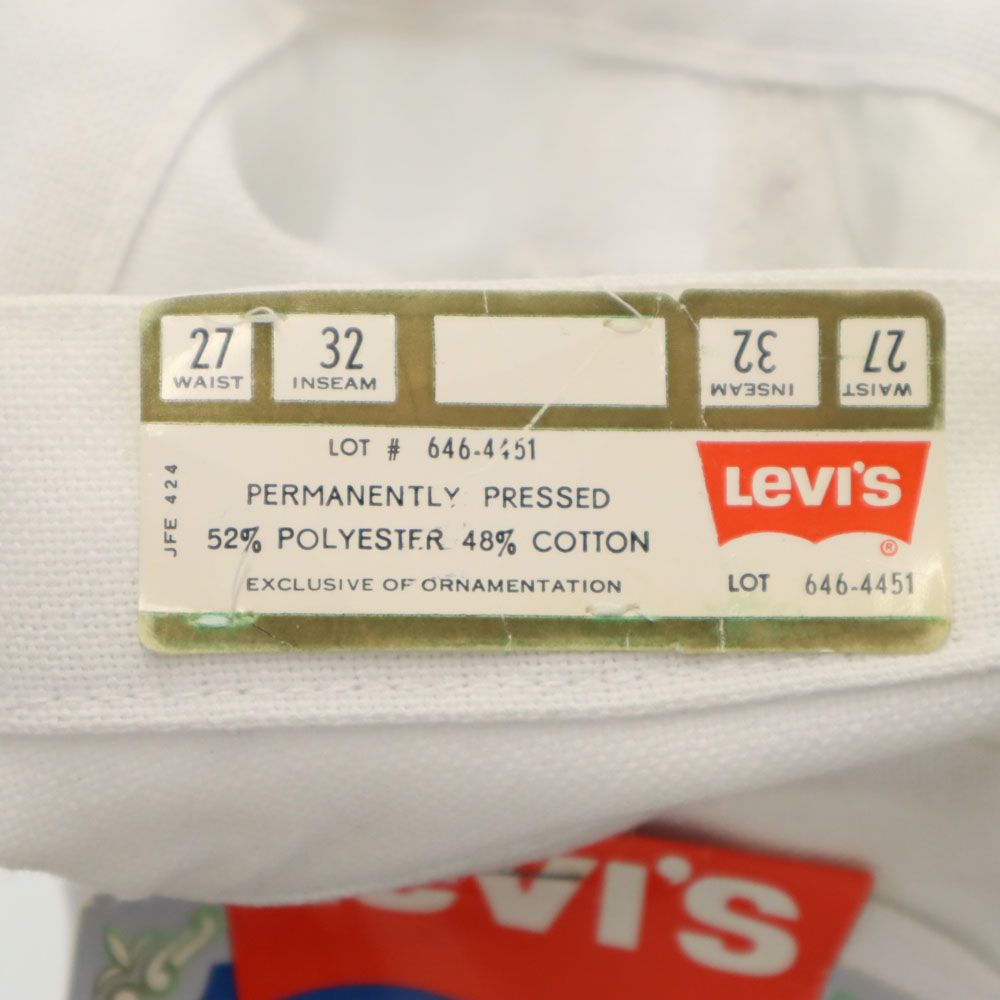 27 32 32 27
WAIST INSEAM INSEAM WAIST
LOT # 646-4451
PERMANENTLY PRESSED
52% POLYESTER 48% COTTON
EXCLUSIVE OF ORNAMENTATION
JFE 424
LEVI'S ®
LOT 646-4451
LEVI'S